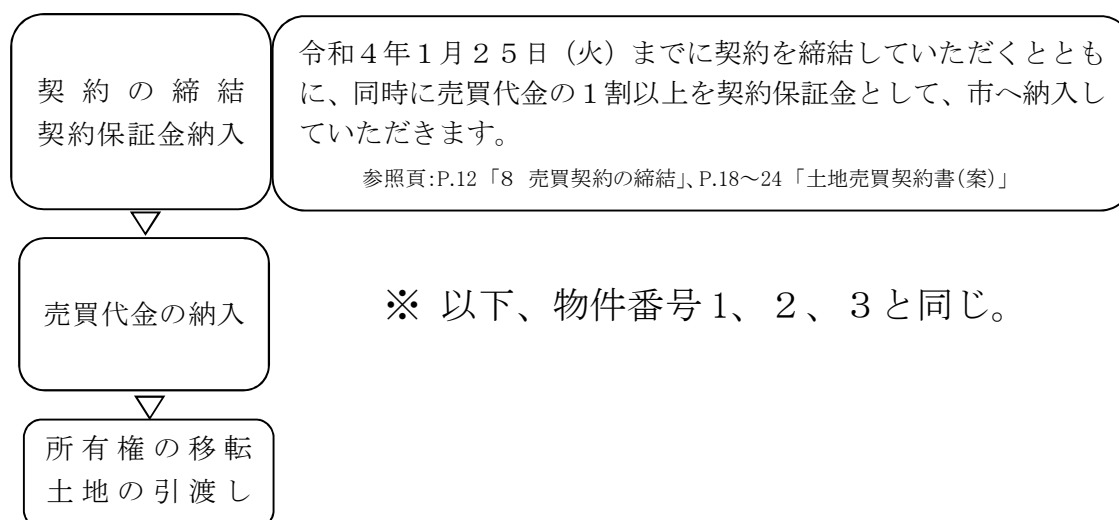 契約の締結
契約保証金納入
令和４年１月２５日（火）までに契約を締結していただくととも
に、同時に売買代金の１割以上を契約保証金として、市へ納入し
ていただきます。
参照頁:P.12「８ 売買契約の締結」、P.18～24「土地売買契約書(案)」
売買代金の納入
※ 以下、物件番号１、２、３と同じ。
所有権の移転
土地の引渡し